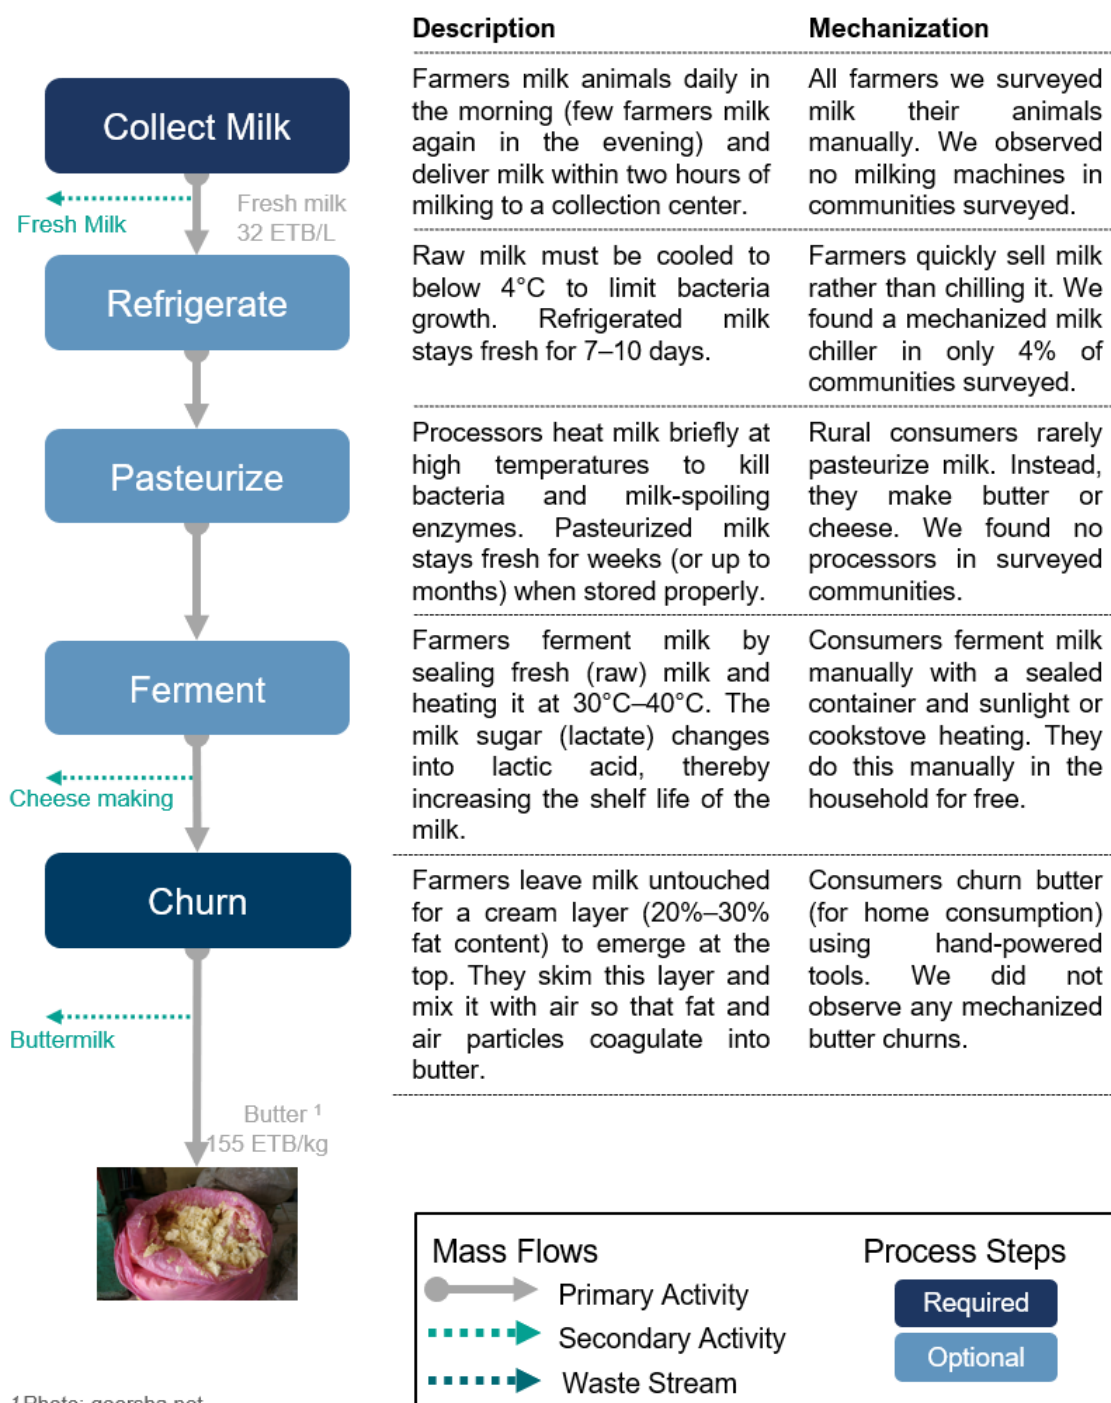 Description
Mechanization
Collect Milk
Farmers milk animals daily in
the morning (few farmers milk
again in the evening) and
deliver milk within two hours of
milking to a collection center.
All farmers we surveyed
milk their animals
manually. We observed
no milking machines in
communities surveyed.
Fresh Milk
Fresh milk
32 ETB/L
Refrigerate
Raw milk must be cooled to
below 4°C to limit bacteria
growth. Refrigerated milk
stays fresh for 7–10 days.
Farmers quickly sell milk
rather than chilling it. We
found a mechanized milk
chiller in only 4% of
communities surveyed.
Pasteurize
Processors heat milk briefly at
high temperatures to kill
bacteria and milk-spoiling
enzymes. Pasteurized milk
stays fresh for weeks (or up to
months) when stored properly.
Rural consumers rarely
pasteurize milk. Instead,
they make butter or
cheese. We found no
processors in surveyed
communities.
Ferment
Farmers ferment milk by
sealing fresh (raw) milk and
heating it at 30°C–40°C. The
milk sugar (lactate) changes
into lactic acid, thereby
increasing the shelf life of the
milk.
Consumers ferment milk
manually with a sealed
container and sunlight or
cookstove heating. They
do this manually in the
household for free.
Cheese making
Churn
Farmers leave milk untouched
for a cream layer (20%–30%
fat content) to emerge at the
top. They skim this layer and
mix it with air so that fat and
air particles coagulate into
butter.
Consumers churn butter
(for home consumption)
using hand-powered
tools. We did not
observe any mechanized
butter churns.
Buttermilk
Butter 1
155 ETB/kg
Mass Flows
Primary Activity
Secondary Activity
Waste Stream
Process Steps
Required
Optional
1Photo: